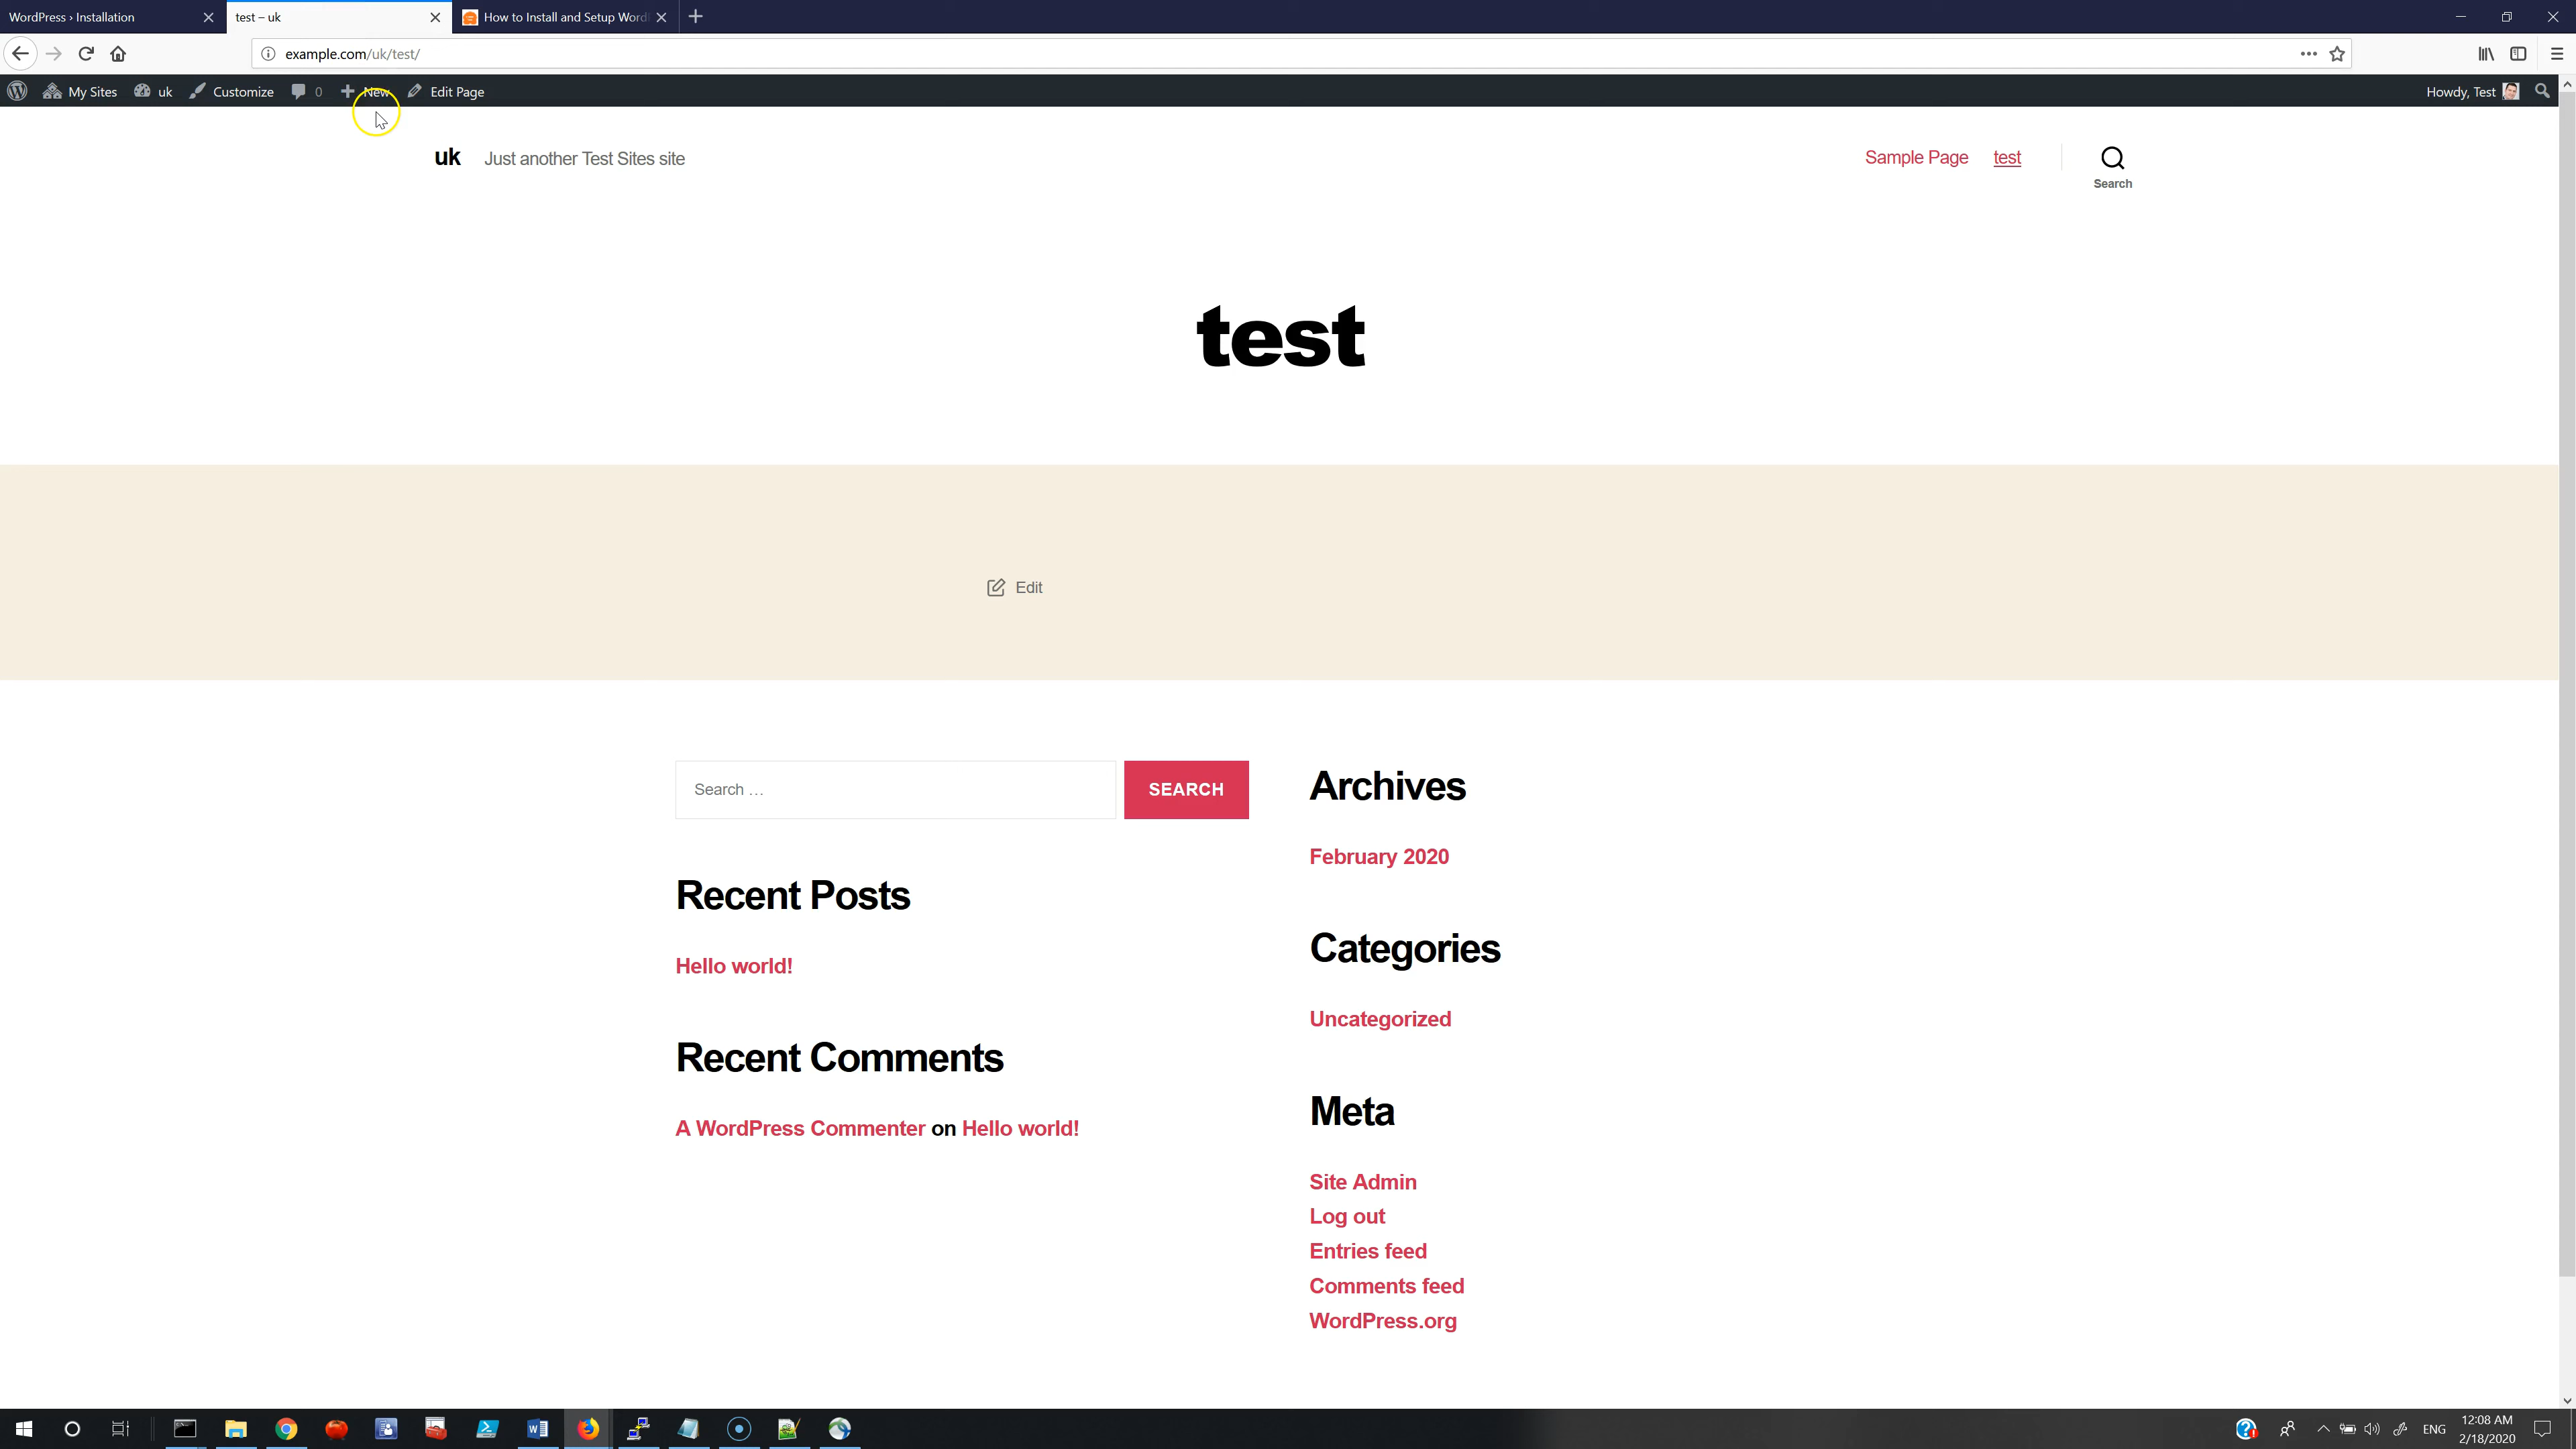 WordPress › Installation
test – uk
How to Install and Setup Word
example.com/uk/test/
My Sites
uk
Customize
0
New
Edit Page
Howdy, Test
uk
Just another Test Sites site
Sample Page
test
Search
test
Edit
Search …
SEARCH
Recent Posts
Hello world!
Recent Comments
A WordPress Commenter on Hello world!
Archives
February 2020
Categories
Uncategorized
Meta
Site Admin
Log out
Entries feed
Comments feed
WordPress.org
ENG
12:08 AM
2/18/2020